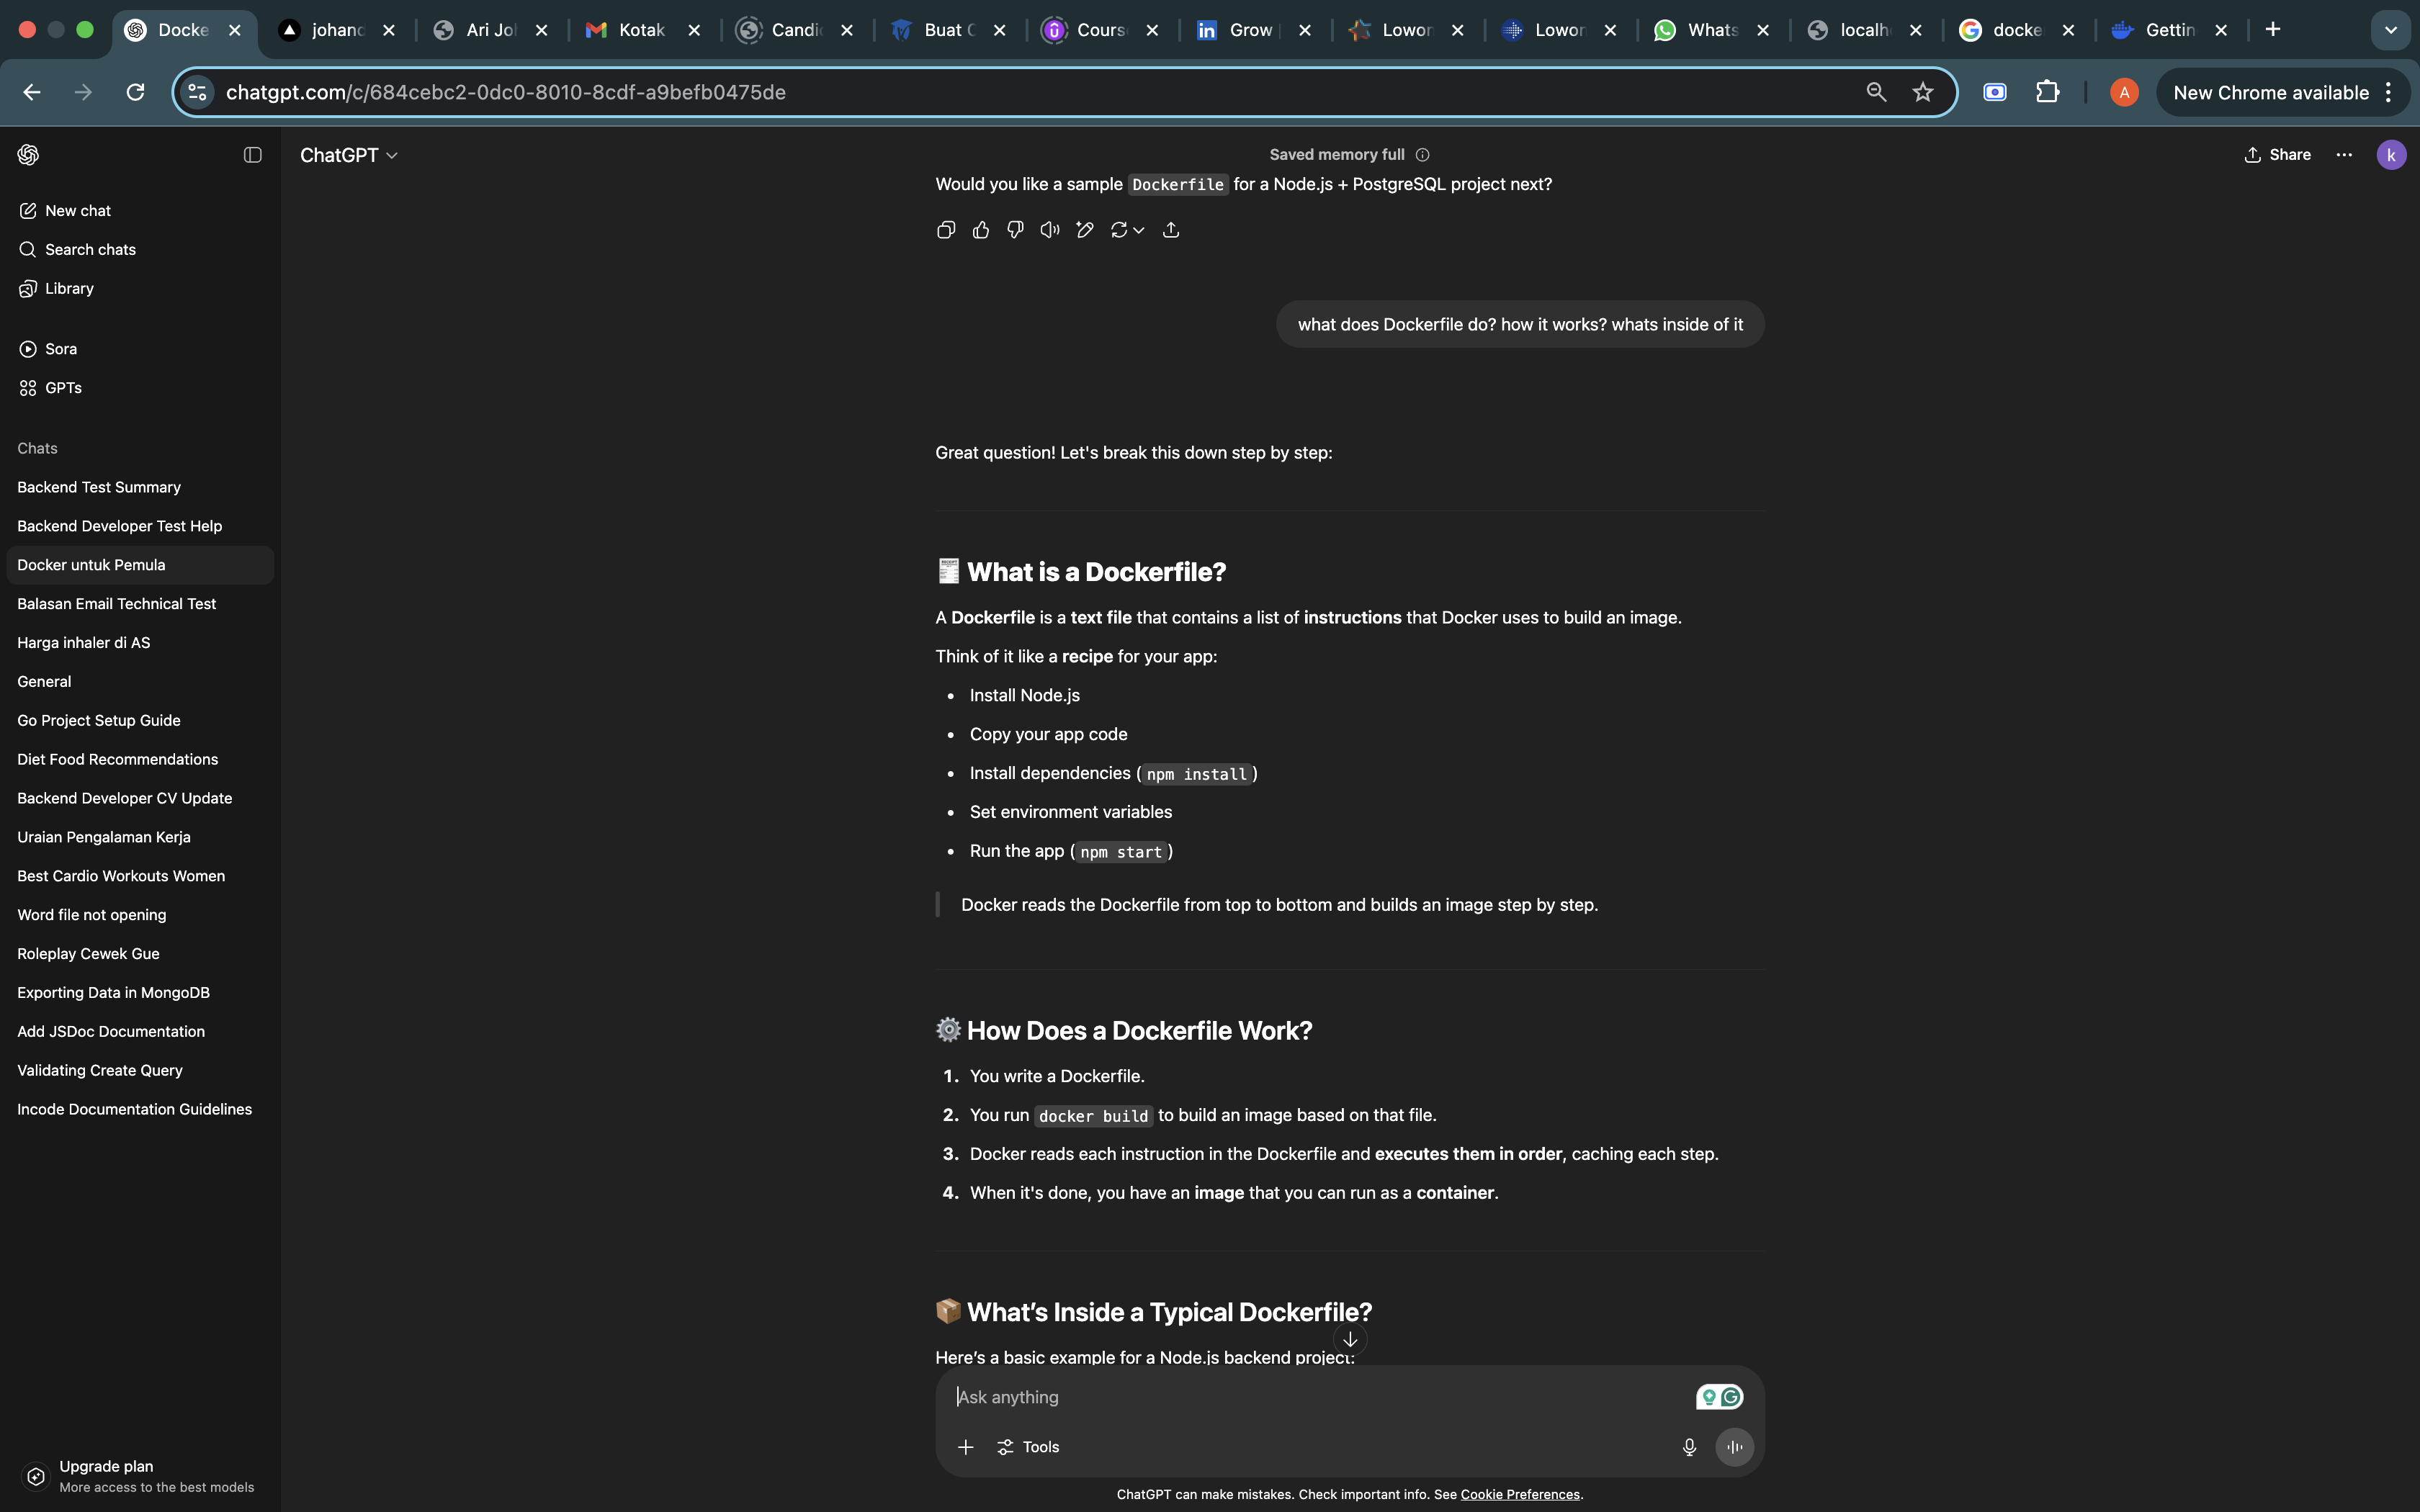 Docke
johand
Ari Jol
Kotak
Candi
Buat C
Cours
Grow
Lowon
Lowon
Whats
localh
docke
Gettin
chatgpt.com/c/684cebc2-0dc0-8010-8cdf-a9befb0475de
A
New Chrome available
ChatGPT
Saved memory full
Share
k
New chat
Search chats
Library
Sora
GPTs
Chats
Backend Test Summary
Backend Developer Test Help
Docker untuk Pemula
Balasan Email Technical Test
Harga inhaler di AS
General
Go Project Setup Guide
Diet Food Recommendations
Backend Developer CV Update
Uraian Pengalaman Kerja
Best Cardio Workouts Women
Word file not opening
Roleplay Cewek Gue
Exporting Data in MongoDB
Add JSDoc Documentation
Validating Create Query
Incode Documentation Guidelines
Upgrade plan
More access to the best models
Would you like a sample Dockerfile for a Node.js + PostgreSQL project next?
what does Dockerfile do? how it works? whats inside of it
Great question! Let's break this down step by step:
What is a Dockerfile?
A Dockerfile is a text file that contains a list of instructions that Docker uses to build an image.
Think of it like a recipe for your app:
• Install Node.js
• Copy your app code
• Install dependencies (npm install)
• Set environment variables
• Run the app (npm start)
Docker reads the Dockerfile from top to bottom and builds an image step by step.
⚙️ How Does a Dockerfile Work?
1. You write a Dockerfile.
2. You run docker build to build an image based on that file.
3. Docker reads each instruction in the Dockerfile and executes them in order, caching each step.
4. When it's done, you have an image that you can run as a container.
📦 What’s Inside a Typical Dockerfile?
Here’s a basic example for a Node.js backend project:
Ask anything
Tools
ChatGPT can make mistakes. Check important info. See Cookie Preferences.